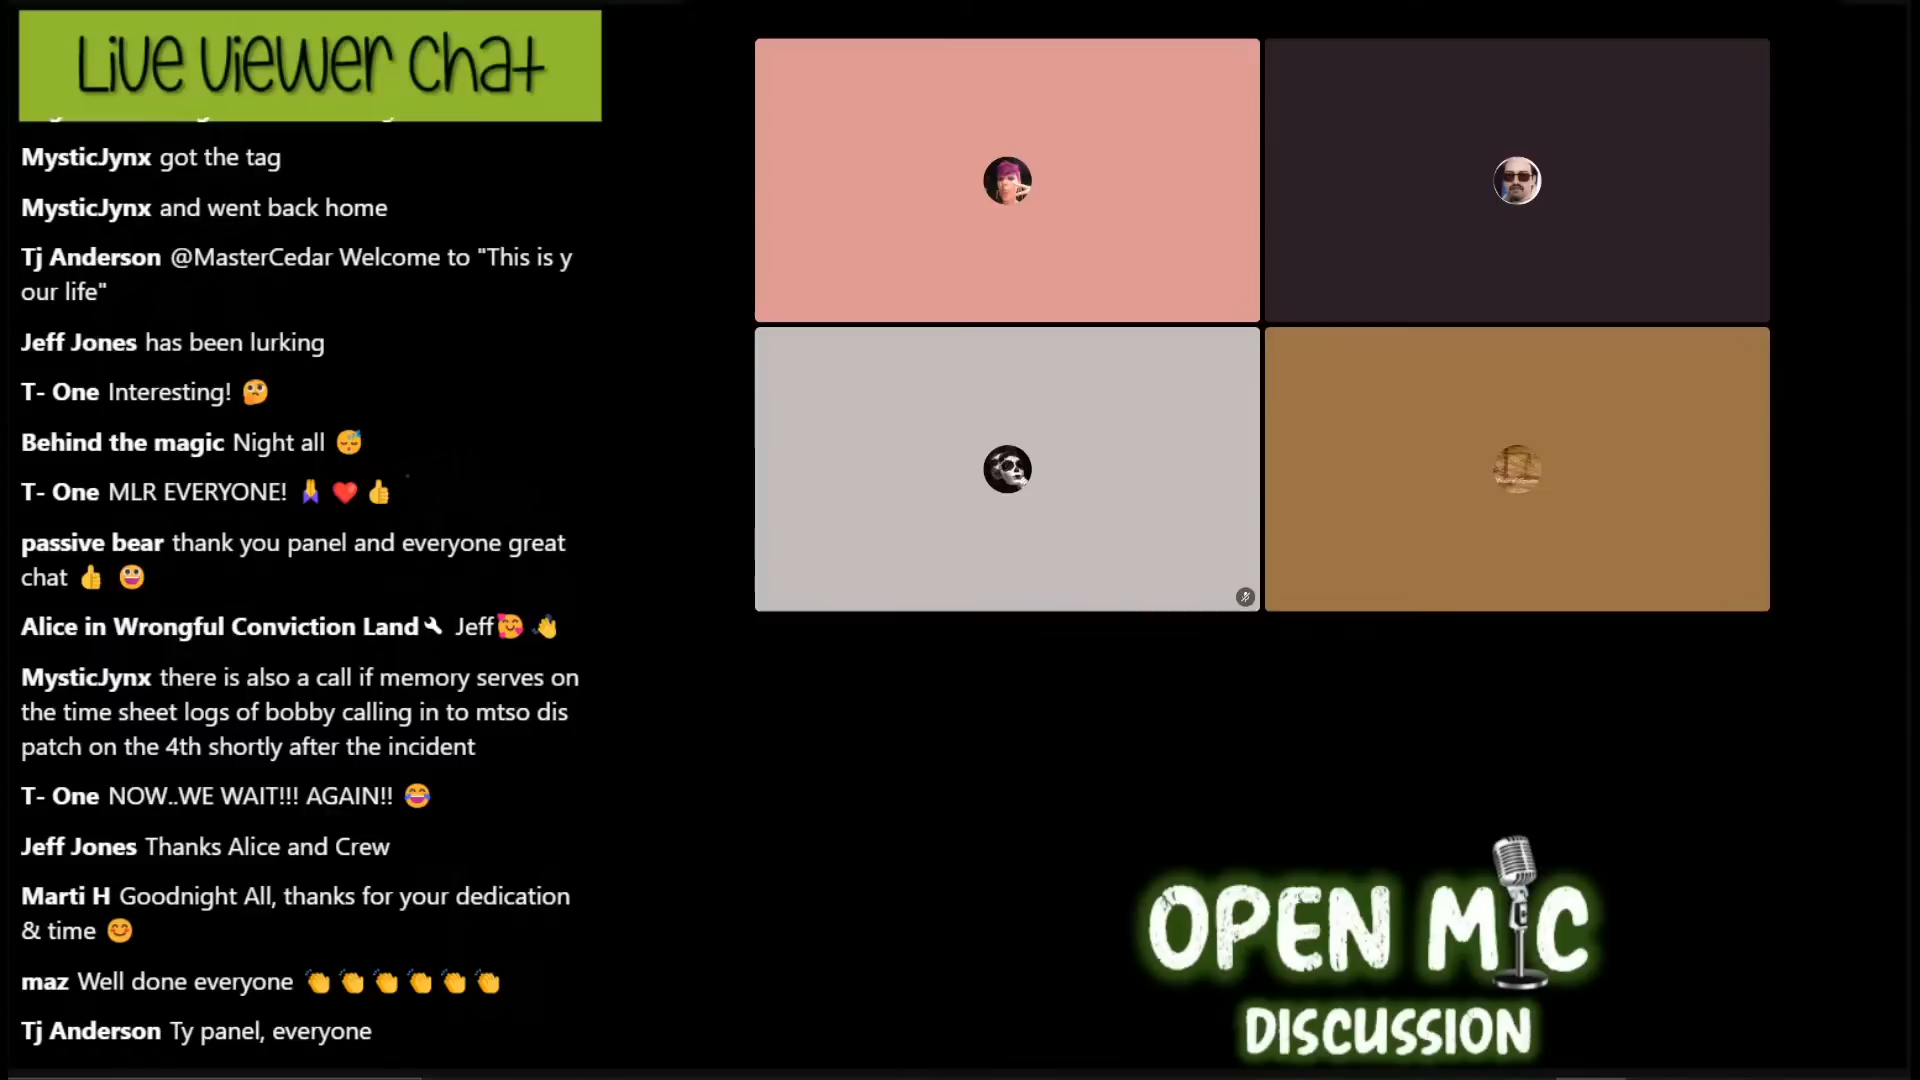 Live Viewer Chat
MysticJynx got the tag
MysticJynx and went back home
Tj Anderson @MasterCedar Welcome to "This is y
our life"
Jeff Jones has been lurking
T- One Interesting! 🤔
Behind the magic Night all 😴
T- One MLR EVERYONE! 🙏 ❤️ 👍
passive bear thank you panel and everyone great
chat 👍 😀
Alice in Wrongful Conviction Land🔧 Jeff🥰 👋
MysticJynx there is also a call if memory serves on
the time sheet logs of bobby calling in to mtso dis
patch on the 4th shortly after the incident
T- One NOW..WE WAIT!!! AGAIN!! 😂
Jeff Jones Thanks Alice and Crew
Marti H Goodnight All, thanks for your dedication
& time 😊
maz Well done everyone 👏 👏 👏 👏 👏 👏
Tj Anderson Ty panel, everyone
OPEN MIC
DISCUSSION